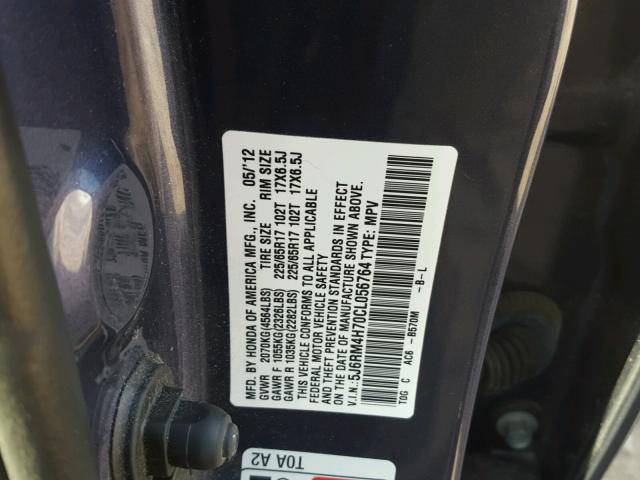 MFD. BY HONDA OF AMERICA MFG., INC. 05/'12
GVWR 2070KG(4564LBS) TIRE SIZE RIM SIZE
GAWR F 1055KG(2326LBS) 225/65R17 102T 17X6.5J
GAWR R 1035KG(2282LBS) 225/65R17 102T 17X6.5J
THIS VEHICLE CONFORMS TO ALL APPLICABLE
FEDERAL MOTOR VEHICLE SAFETY
AND THEFT PREVENTION STANDARDS IN EFFECT
ON THE DATE OF MANUFACTURE SHOWN ABOVE.
V.I.N.:5J6RM4H70CL056764 TYPE: MPV
T0G C AC8 -B570M -B-L
T0A A2